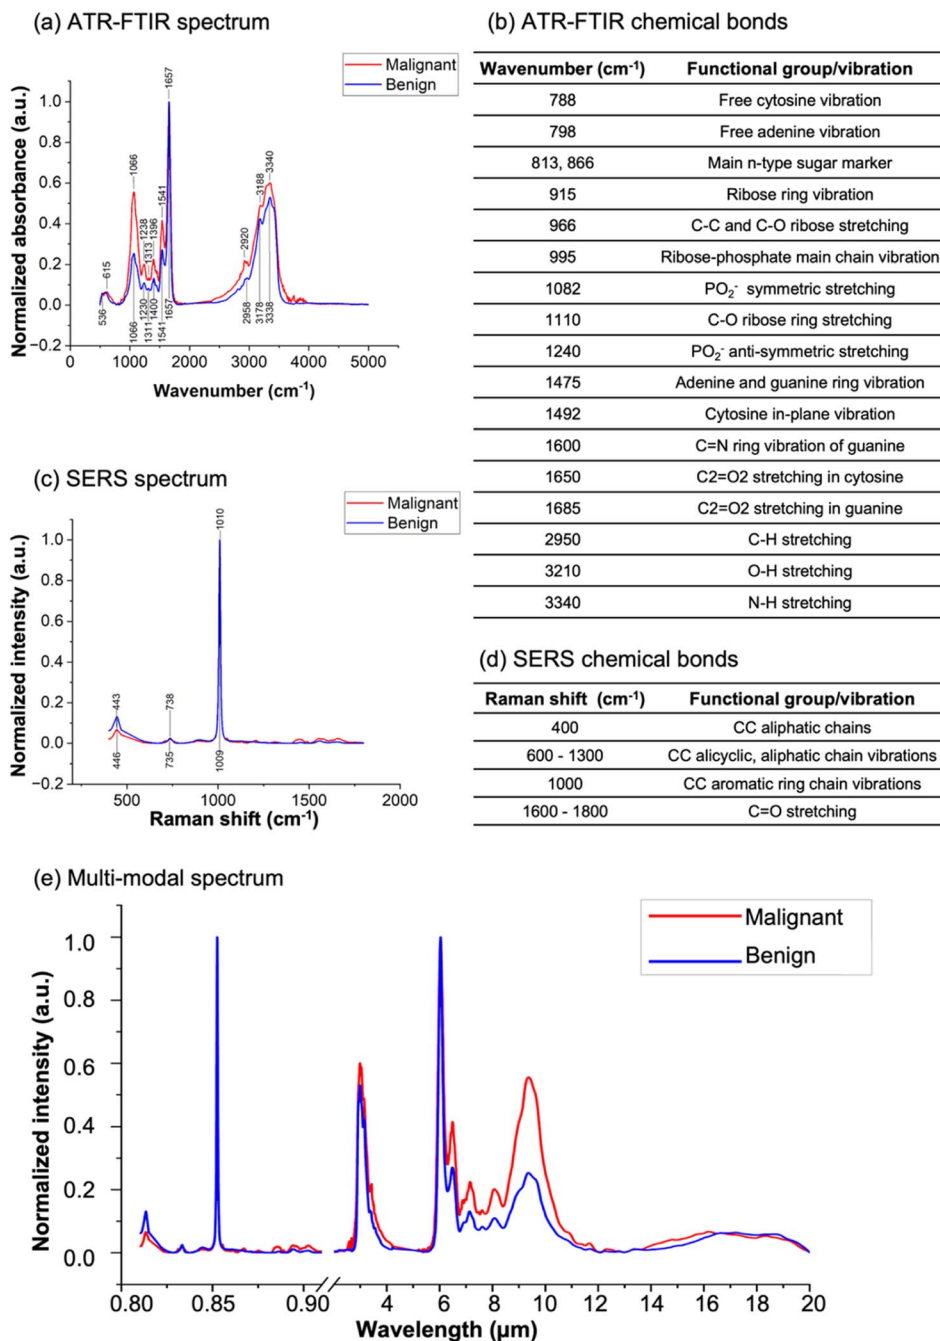 (a) ATR-FTIR spectrum
Malignant
Benign
1657
1066
1238
1313
1396
1541
615
2920
3188
3340
536
1066
1230
1311
1400
1541
1657
2958
3178
3338
1.0
0.8
0.6
0.4
0.2
0.0
−0.2
0 1000 2000 3000 4000 5000
Normalized absorbance (a.u.)
Wavenumber (cm-1)
(b) ATR-FTIR chemical bonds
Wavenumber (cm-1) Functional group/vibration
788 Free cytosine vibration
798 Free adenine vibration
813, 866 Main n-type sugar marker
915 Ribose ring vibration
966 C-C and C-O ribose stretching
995 Ribose-phosphate main chain vibration
1082 PO2- symmetric stretching
1110 C-O ribose ring stretching
1240 PO2- anti-symmetric stretching
1475 Adenine and guanine ring vibration
1492 Cytosine in-plane vibration
1600 C=N ring vibration of guanine
1650 C2=O2 stretching in cytosine
1685 C2=O2 stretching in guanine
2950 C-H stretching
3210 O-H stretching
3340 N-H stretching
(c) SERS spectrum
Malignant
Benign
1010
443
738
446
735
1009
1.0
0.8
0.6
0.4
0.2
0.0
−0.2
500 1000 1500 2000
Normalized intensity (a.u.)
Raman shift (cm-1)
(d) SERS chemical bonds
Raman shift (cm-1) Functional group/vibration
400 CC aliphatic chains
600 - 1300 CC alicyclic, aliphatic chain vibrations
1000 CC aromatic ring chain vibrations
1600 - 1800 C=O stretching
(e) Multi-modal spectrum
Malignant
Benign
1.0
0.8
0.6
0.4
0.2
0.0
0.80 0.85 0.90 4 6 8 10 12 14 16 18 20
Normalized intensity (a.u.)
Wavelength (μm)